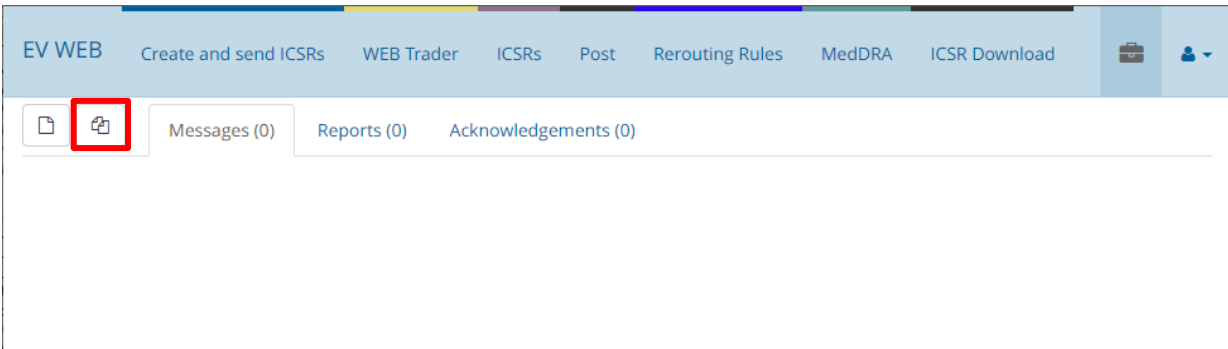 EV WEB Create and send ICSRs WEB Trader ICSRs Post Rerouting Rules MedDRA ICSR Download
Messages (0) Reports (0) Acknowledgements (0)